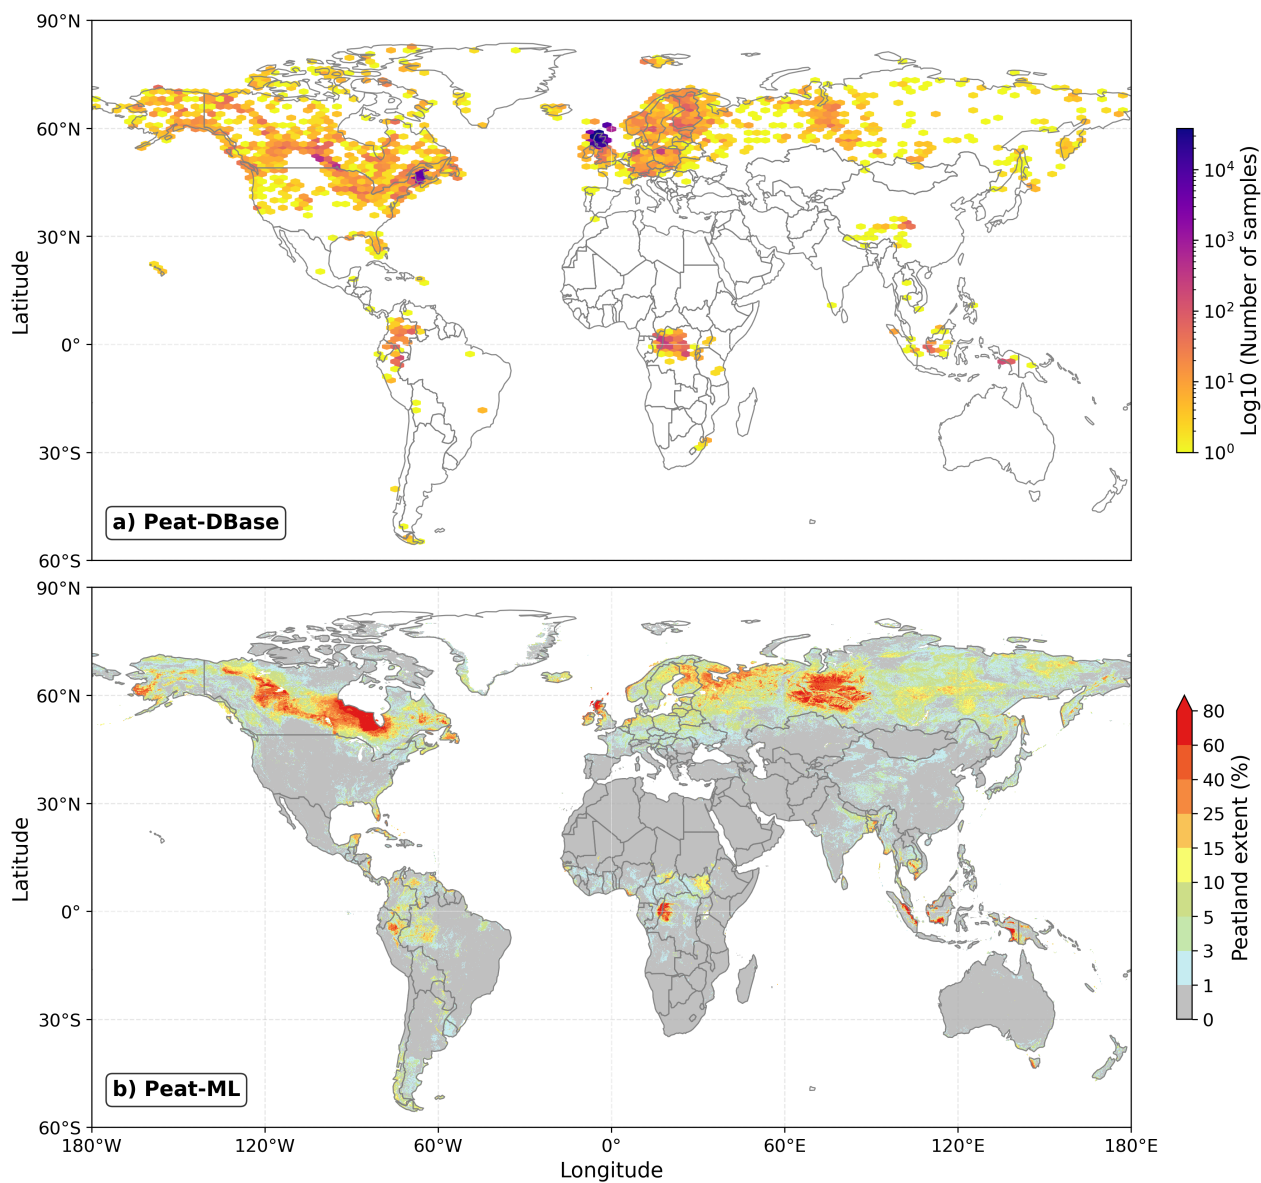 90°N
60°N
30°N
0°
30°S
60°S
Latitude
a) Peat-DBase
10⁴
10³
10²
10¹
10⁰
Log10 (Number of samples)
90°N
60°N
30°N
0°
30°S
60°S
Latitude
b) Peat-ML
180°W
120°W
60°W
0°
60°E
120°E
180°E
Longitude
80
60
40
25
15
10
5
3
1
0
Peatland extent (%)